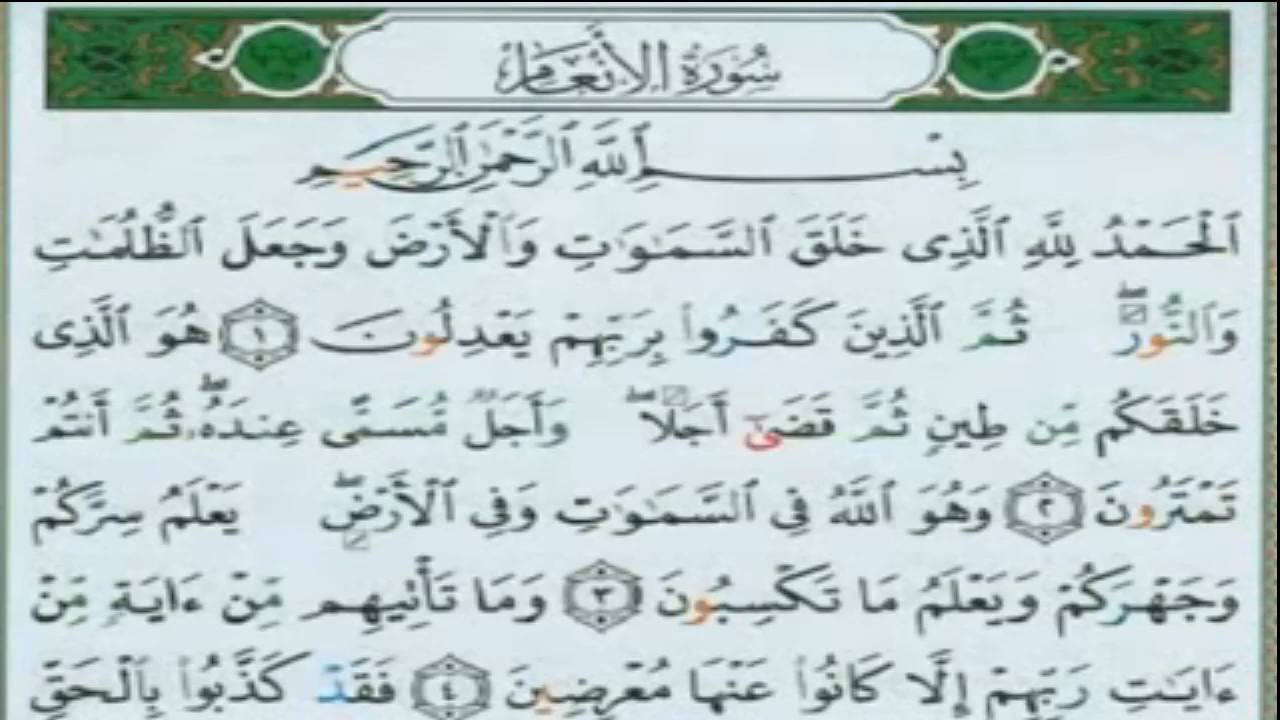 سُورَةُ الأَنْعَام
بِسْمِ ٱللَّهِ ٱلرَّحْمَٰنِ ٱلرَّحِيمِ
ٱلْحَمْدُ لِلَّهِ ٱلَّذِى خَلَقَ ٱلسَّمَٰوَٰتِ وَٱلْأَرْضَ وَجَعَلَ ٱلظُّلُمَٰتِ
وَٱلنُّورَ ۖ ثُمَّ ٱلَّذِينَ كَفَرُوا۟ بِرَبِّهِمْ يَعْدِلُونَ ١ هُوَ ٱلَّذِى
خَلَقَكُم مِّن طِينٍ ثُمَّ قَضَىٰٓ أَجَلًا ۖ وَأَجَلٌ مُّسَمًّى عِندَهُۥ ۖ ثُمَّ أَنتُمْ
تَمْتَرُونَ ٢ وَهُوَ ٱللَّهُ فِى ٱلسَّمَٰوَٰتِ وَفِى ٱلْأَرْضِ ۖ يَعْلَمُ سِرَّكُمْ
وَجَهْرَكُمْ وَيَعْلَمُ مَا تَكْسِبُونَ ٣ وَمَا تَأْتِيهِم مِّنْ ءَايَةٍ مِّنْ
ءَايَٰتِ رَبِّهِمْ إِلَّا كَانُوا۟ عَنْهَا مُعْرِضِينَ ٤ فَقَدْ كَذَّبُوا۟ بِٱلْحَقِّ